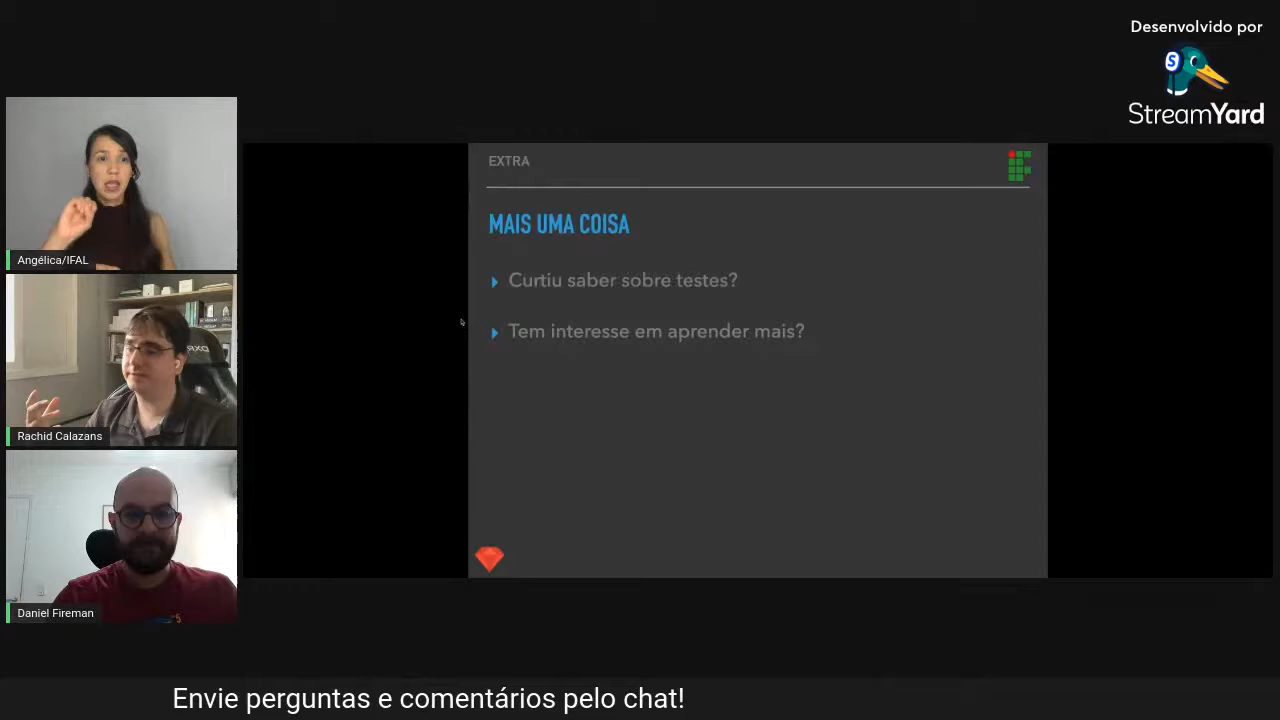 Desenvolvido por
StreamYard
Angélica/IFAL
Rachid Calazans
Daniel Fireman
EXTRA
MAIS UMA COISA
Curtiu saber sobre testes?
Tem interesse em aprender mais?
Envie perguntas e comentários pelo chat!